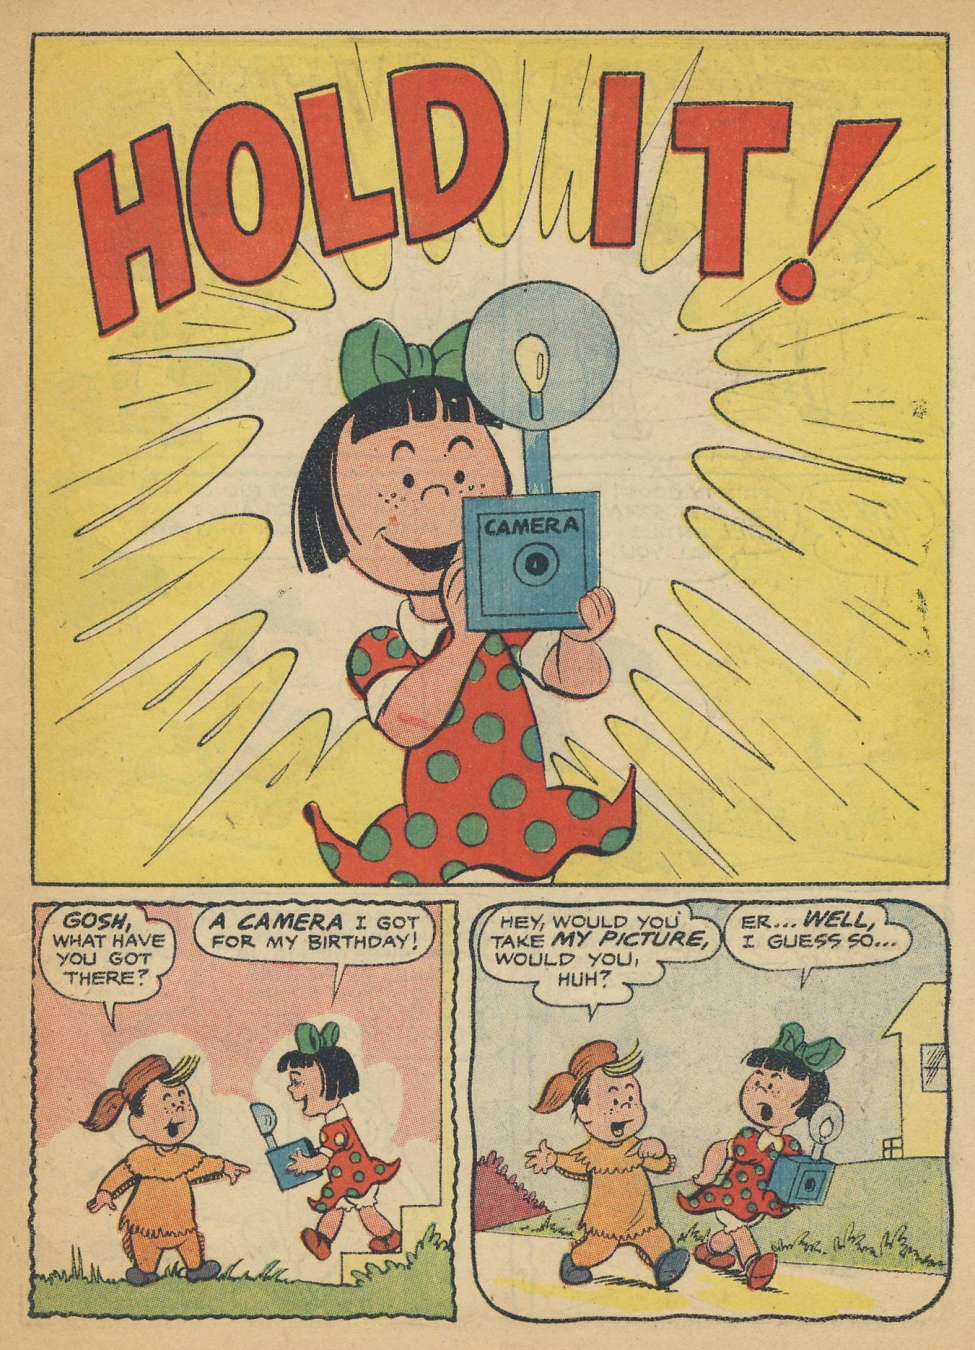 HOLD IT!
CAMERA
GOSH,
WHAT HAVE
YOU GOT
THERE?
A CAMERA I GOT
FOR MY BIRTHDAY!
HEY, WOULD YOU
TAKE MY PICTURE,
WOULD YOU,
HUH?
ER... WELL,
I GUESS SO...